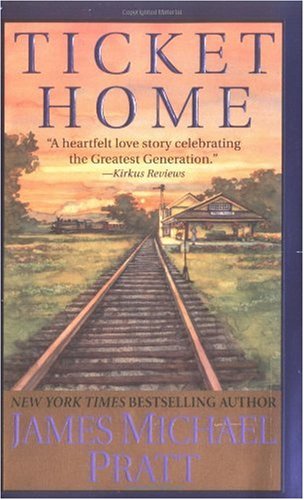 TICKET
HOME
"A heartfelt love story celebrating
the Greatest Generation."
—Kirkus Reviews
NEW YORK TIMES BESTSELLING AUTHOR
JAMES MICHAEL
PRATT